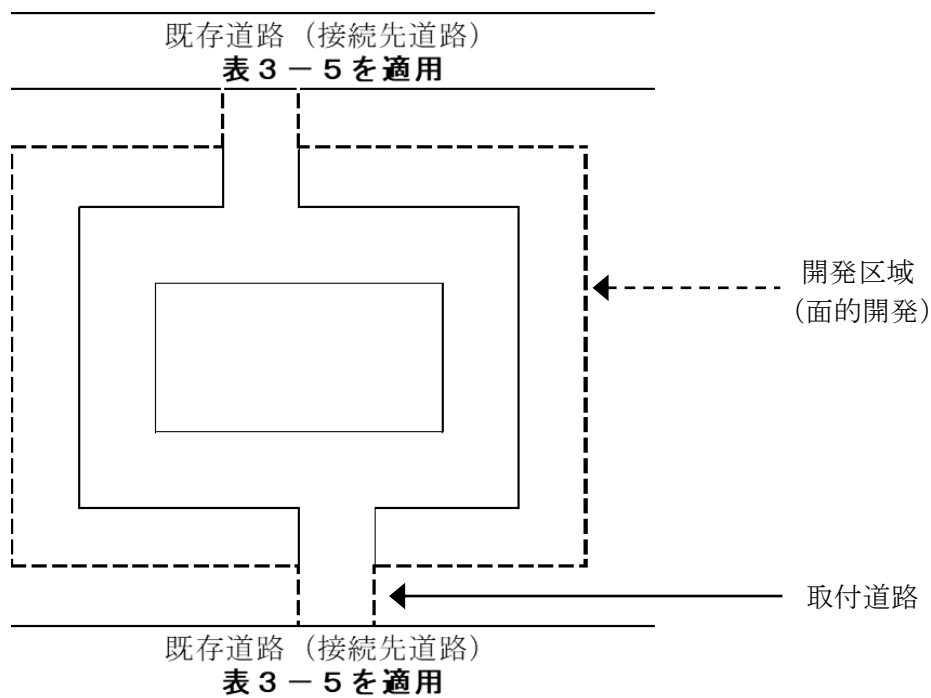 既存道路（接続先道路）
表３－５を適用
開発区域
（面的開発）
取付道路
既存道路（接続先道路）
表３－５を適用